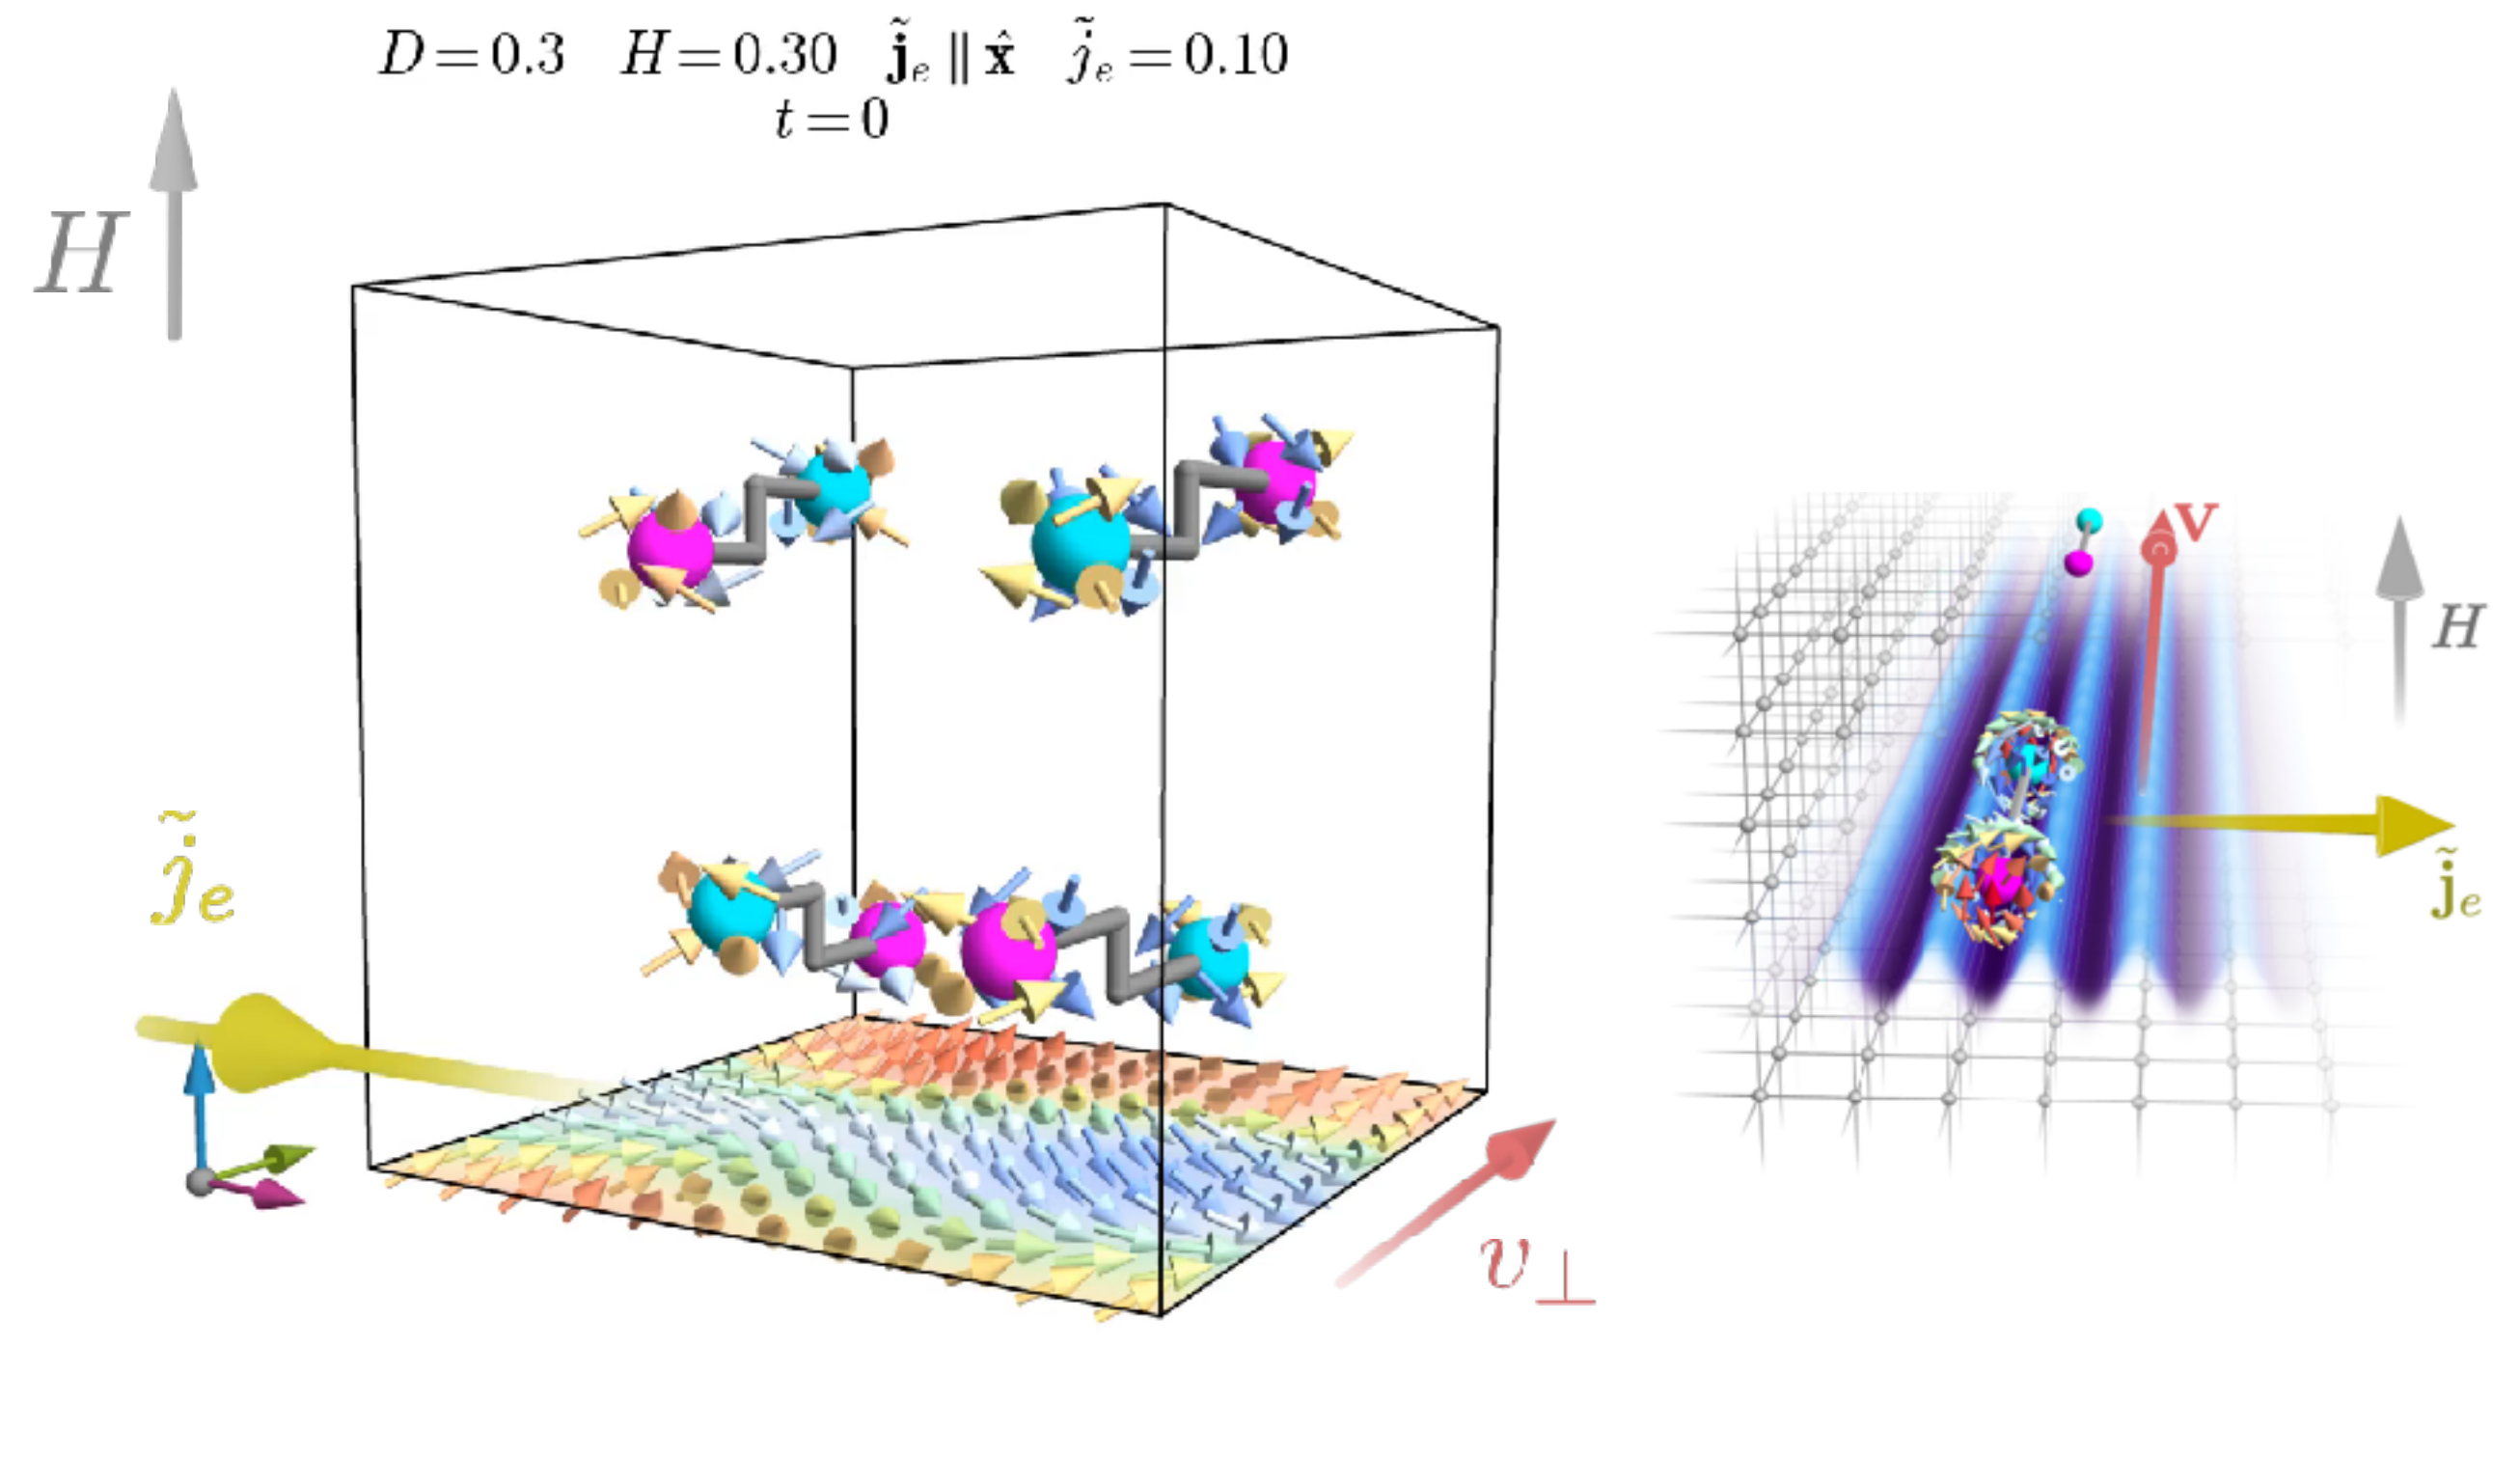 D=0.3 H=0.30 j̃ₑ ∥ x̂ j̃ₑ=0.10
t=0
H
j̃ₑ
v⊥
v
H
j̃ₑ